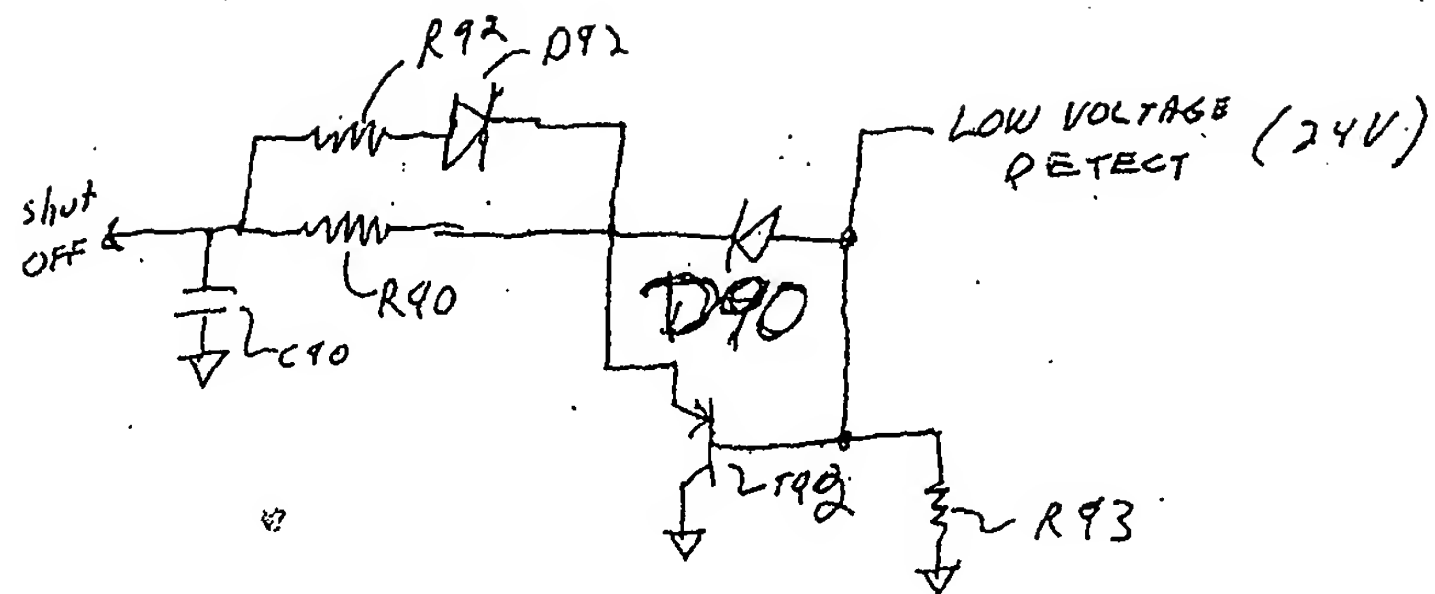 R92 D92
LOW VOLTAGE (24V.)
DETECT
shut
OFF
R90
D90
C90
R93